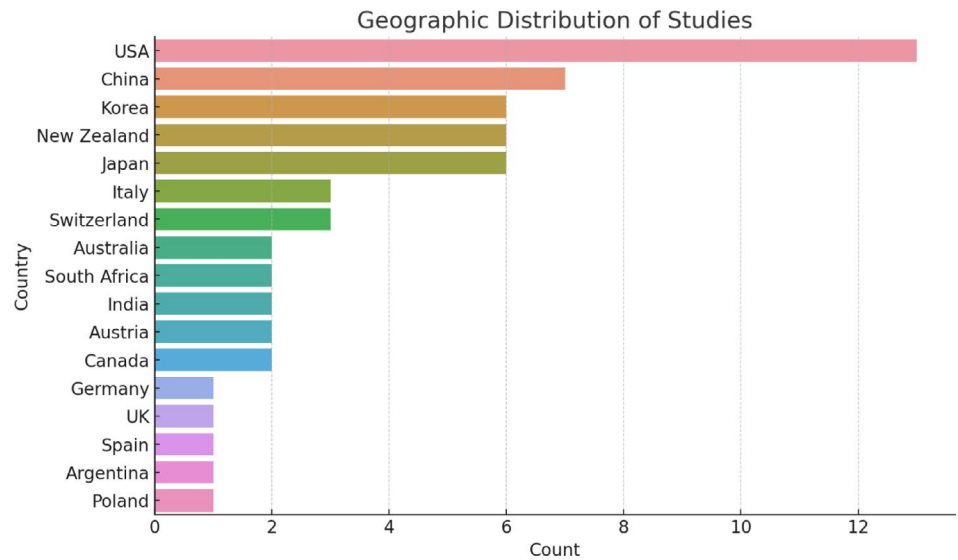 Geographic Distribution of Studies
USA
China
Korea
New Zealand
Japan
Italy
Switzerland
Australia
South Africa
India
Austria
Canada
Germany
UK
Spain
Argentina
Poland
Country
0 2 4 6 8 10 12
Count